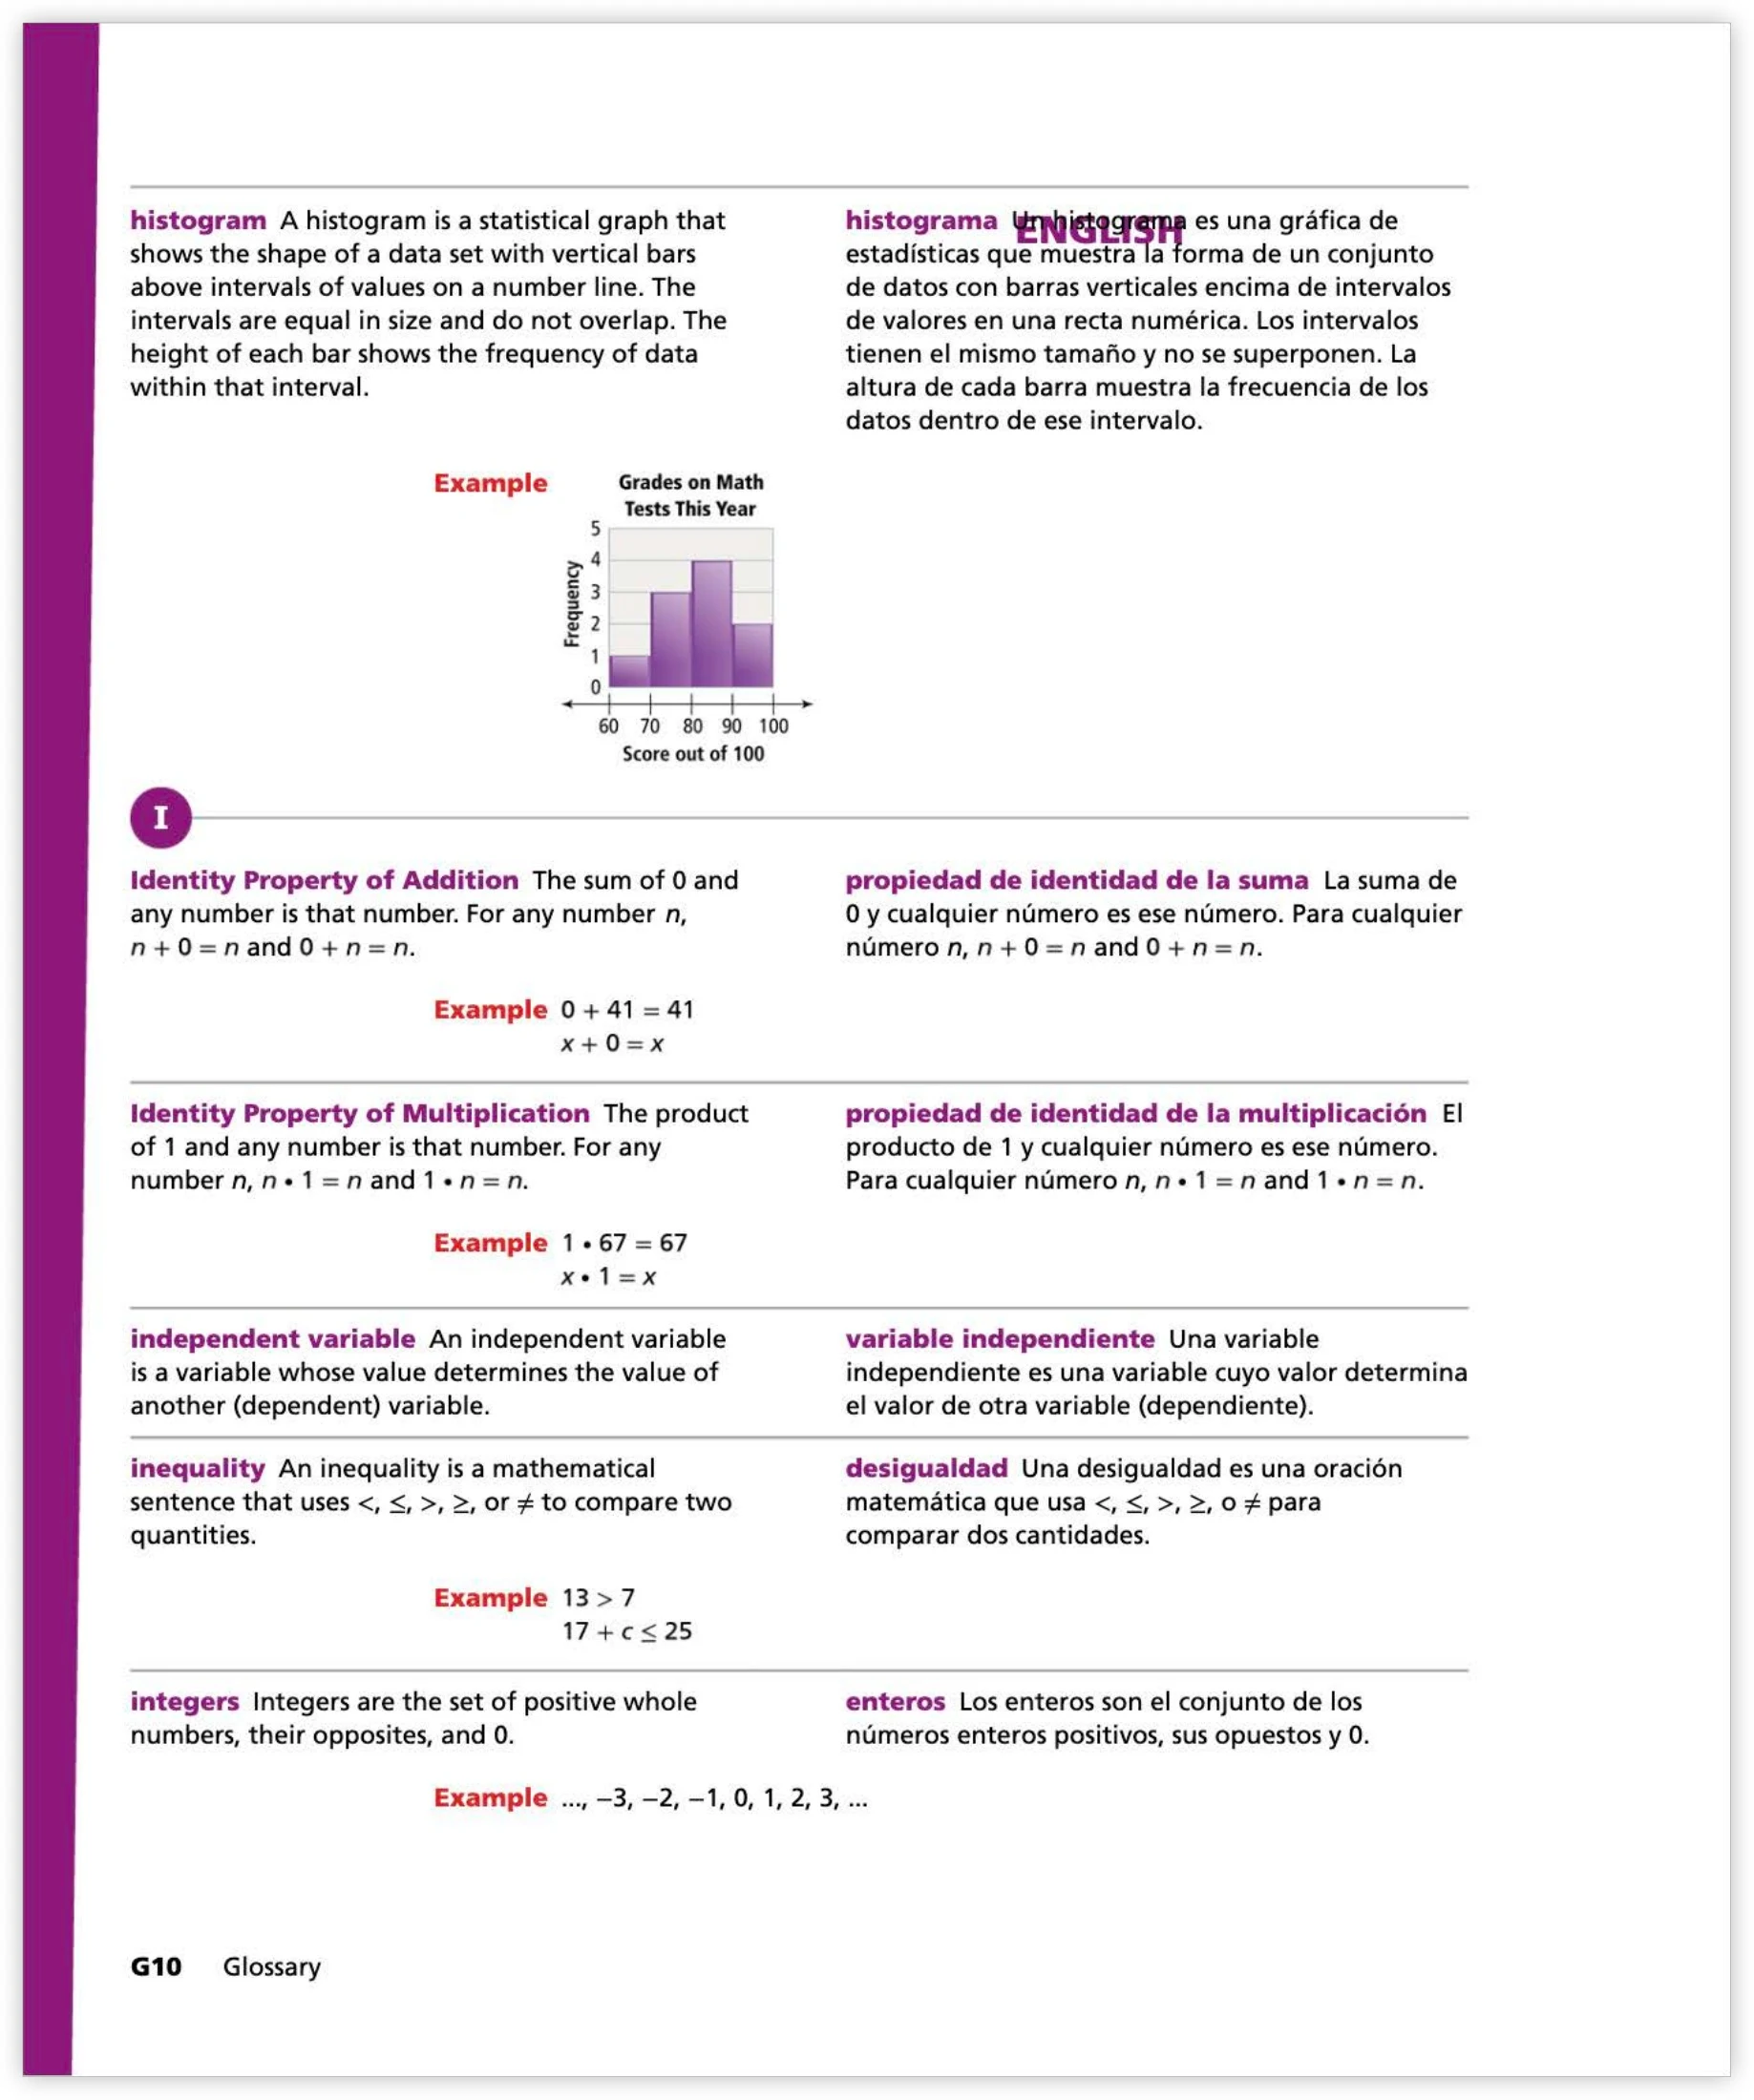 histogram A histogram is a statistical graph that
shows the shape of a data set with vertical bars
above intervals of values on a number line. The
intervals are equal in size and do not overlap. The
height of each bar shows the frequency of data
within that interval.
ENGLISH
histograma Un histograma es una gráfica de
estadísticas que muestra la forma de un conjunto
de datos con barras verticales encima de intervalos
de valores en una recta numérica. Los intervalos
tienen el mismo tamaño y no se superponen. La
altura de cada barra muestra la frecuencia de los
datos dentro de ese intervalo.
Example
Grades on Math
Tests This Year
Frequency
5
4
3
2
1
0
60 70 80 90 100
Score out of 100
I
Identity Property of Addition The sum of 0 and
any number is that number. For any number n,
n + 0 = n and 0 + n = n.
propiedad de identidad de la suma La suma de
0 y cualquier número es ese número. Para cualquier
número n, n + 0 = n and 0 + n = n.
Example 0 + 41 = 41
x + 0 = x
Identity Property of Multiplication The product
of 1 and any number is that number. For any
number n, n • 1 = n and 1 • n = n.
propiedad de identidad de la multiplicación El
producto de 1 y cualquier número es ese número.
Para cualquier número n, n • 1 = n and 1 • n = n.
Example 1 • 67 = 67
x • 1 = x
independent variable An independent variable
is a variable whose value determines the value of
another (dependent) variable.
variable independiente Una variable
independiente es una variable cuyo valor determina
el valor de otra variable (dependiente).
inequality An inequality is a mathematical
sentence that uses <, ≤, >, ≥, or ≠ to compare two
quantities.
desigualdad Una desigualdad es una oración
matemática que usa <, ≤, >, ≥, o ≠ para
comparar dos cantidades.
Example 13 > 7
17 + c ≤ 25
integers Integers are the set of positive whole
numbers, their opposites, and 0.
enteros Los enteros son el conjunto de los
números enteros positivos, sus opuestos y 0.
Example ..., −3, −2, −1, 0, 1, 2, 3, ...
G10 Glossary